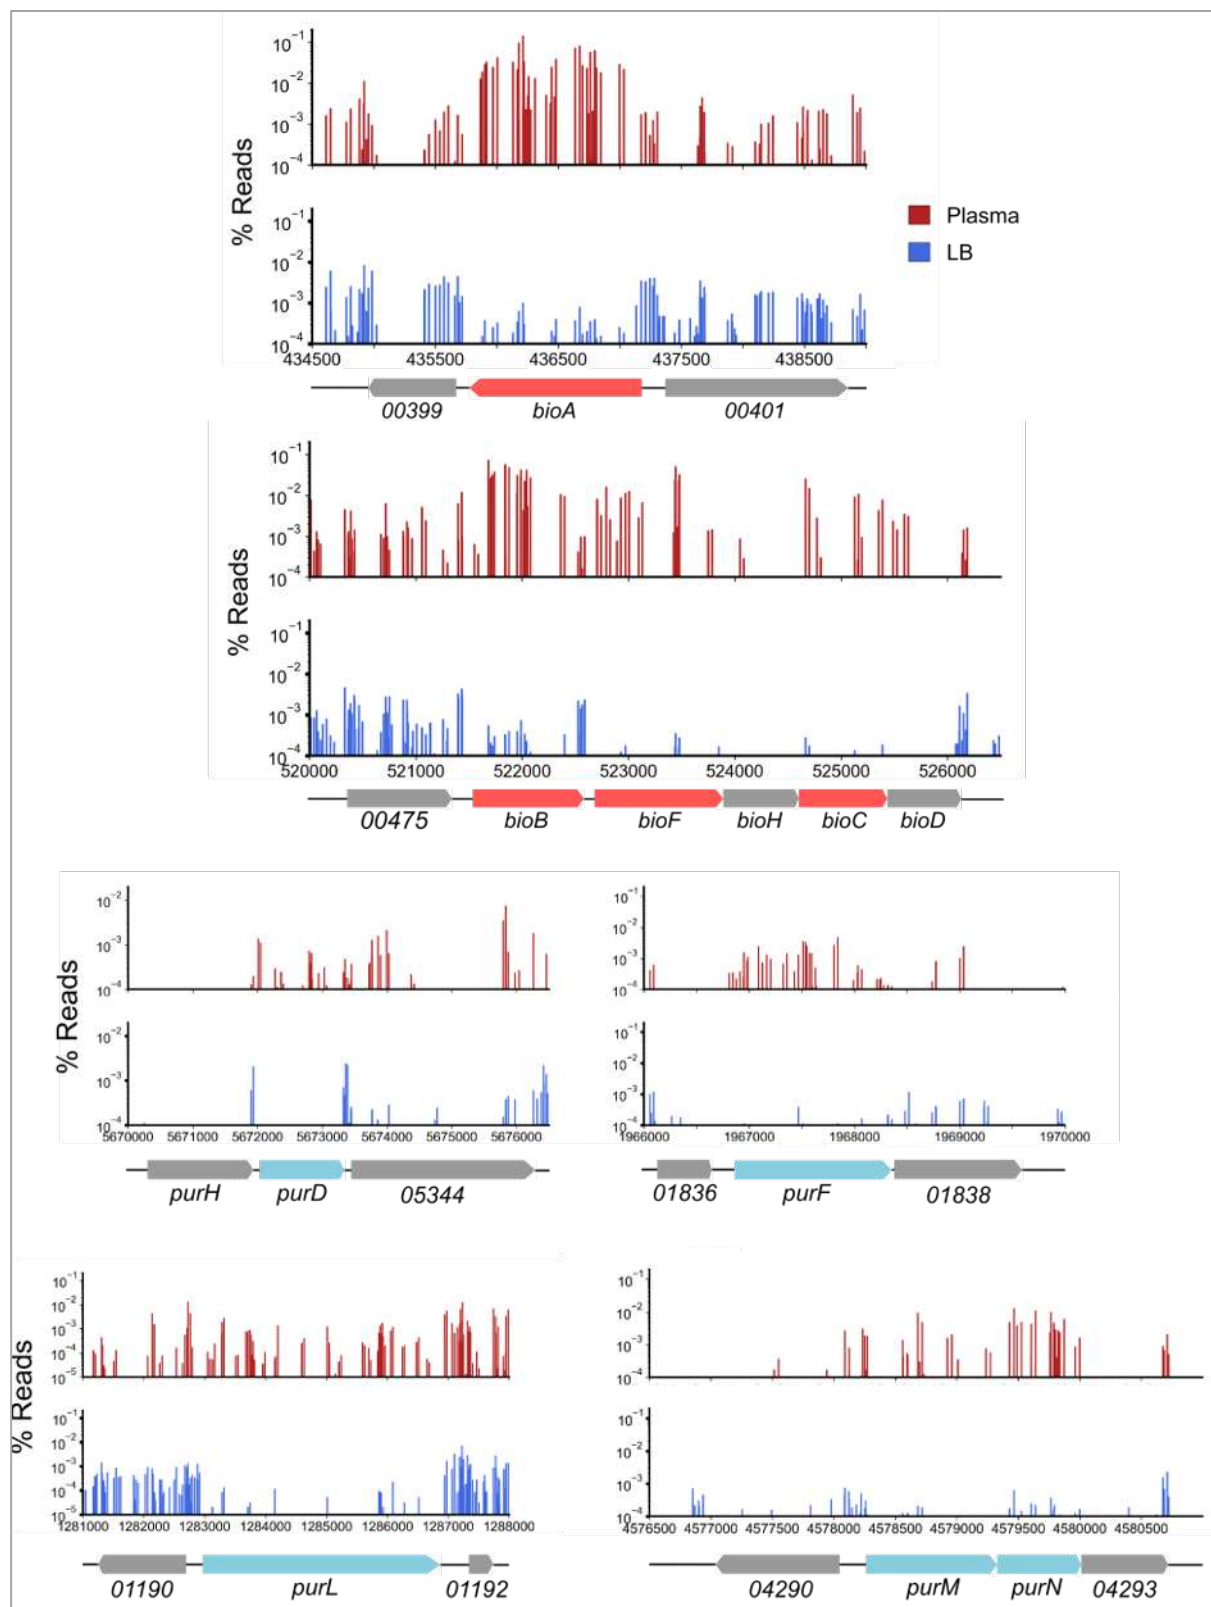 % Reads
10⁻¹
10⁻²
10⁻³
10⁻⁴
10⁻¹
10⁻²
10⁻³
10⁻⁴
434500 435500 436500 437500 438500
Plasma
LB
00399 bioA 00401
% Reads
10⁻¹
10⁻²
10⁻³
10⁻⁴
10⁻¹
10⁻²
10⁻³
10⁻⁴
520000 521000 522000 523000 524000 525000 526000
00475 bioB bioF bioH bioC bioD
% Reads
10⁻²
10⁻³
10⁻⁴
10⁻²
10⁻³
10⁻⁴
5670000 5671000 5672000 5673000 5674000 5675000 5676000
purH purD 05344
10⁻¹
10⁻²
10⁻³
10⁻⁴
10⁻¹
10⁻²
10⁻³
10⁻⁴
1966000 1967000 1968000 1969000 1970000
01836 purF 01838
% Reads
10⁻¹
10⁻²
10⁻³
10⁻⁴
10⁻⁵
10⁻¹
10⁻²
10⁻³
10⁻⁴
10⁻⁵
1281000 1282000 1283000 1284000 1285000 1286000 1287000 1288000
01190 purL 01192
10⁻¹
10⁻²
10⁻³
10⁻⁴
10⁻¹
10⁻²
10⁻³
10⁻⁴
4576500 4577000 4577500 4578000 4578500 4579000 4579500 4580000 4580500
04290 purM purN 04293